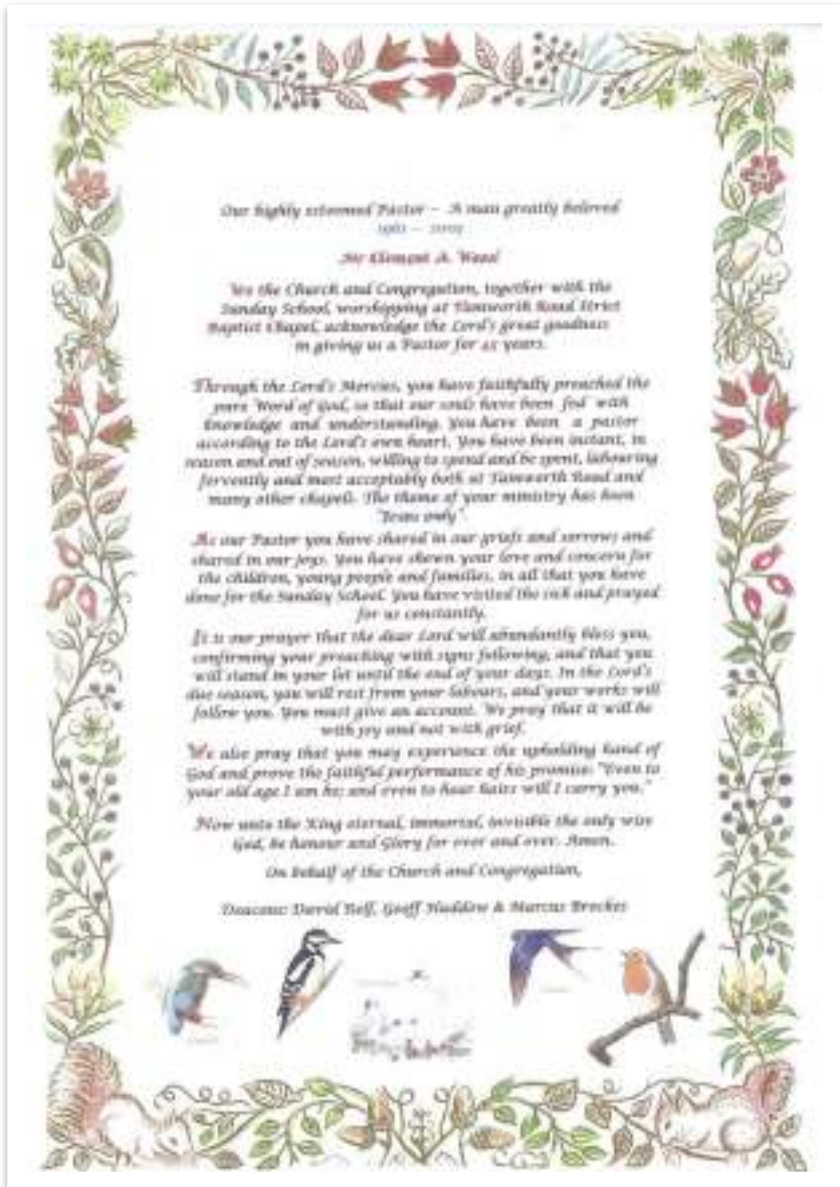 Our highly esteemed Pastor – A man greatly beloved
Mr Clement A. Wood
We the Church and Congregation, together with the
Sunday School, worshipping at Tamworth Road Strict
Baptist Chapel, acknowledge the Lord's great goodness
in giving us a Pastor for years.
Through the Lord's Mercies, you have faithfully preached the
pure Word of God, so that our souls have been fed with
knowledge and understanding. You have been a pastor
according to the Lord's own heart. You have been instant, in
season and out of season, willing to spend and be spent, labouring
fervently and most acceptably both at Tamworth Road and
many other chapels. The theme of your ministry has been
"Jesus only".
As our Pastor you have shared in our griefs and sorrows and
shared in our joys. You have shewn your love and concern for
the children, young people and families, in all that you have
done for the Sunday School. You have visited the sick and prayed
for us constantly.
It is our prayer that the dear Lord will abundantly bless you,
confirming your preaching with signs following, and that you
will stand in your lot until the end of your days. In the Lord's
due season, you will rest from your labours, and your works will
follow you. You must give an account. We pray that it will be
with joy and not with grief.
We also pray that you may experience the upholding hand of
God and prove the faithful performance of his promise: "Even to
your old age I am he; and even to hoar hairs will I carry you."
Now unto the King eternal, immortal, invisible the only wise
God, be honour and Glory for ever and ever. Amen.
On behalf of the Church and Congregation,
Deacons: David Geoff & Marcus